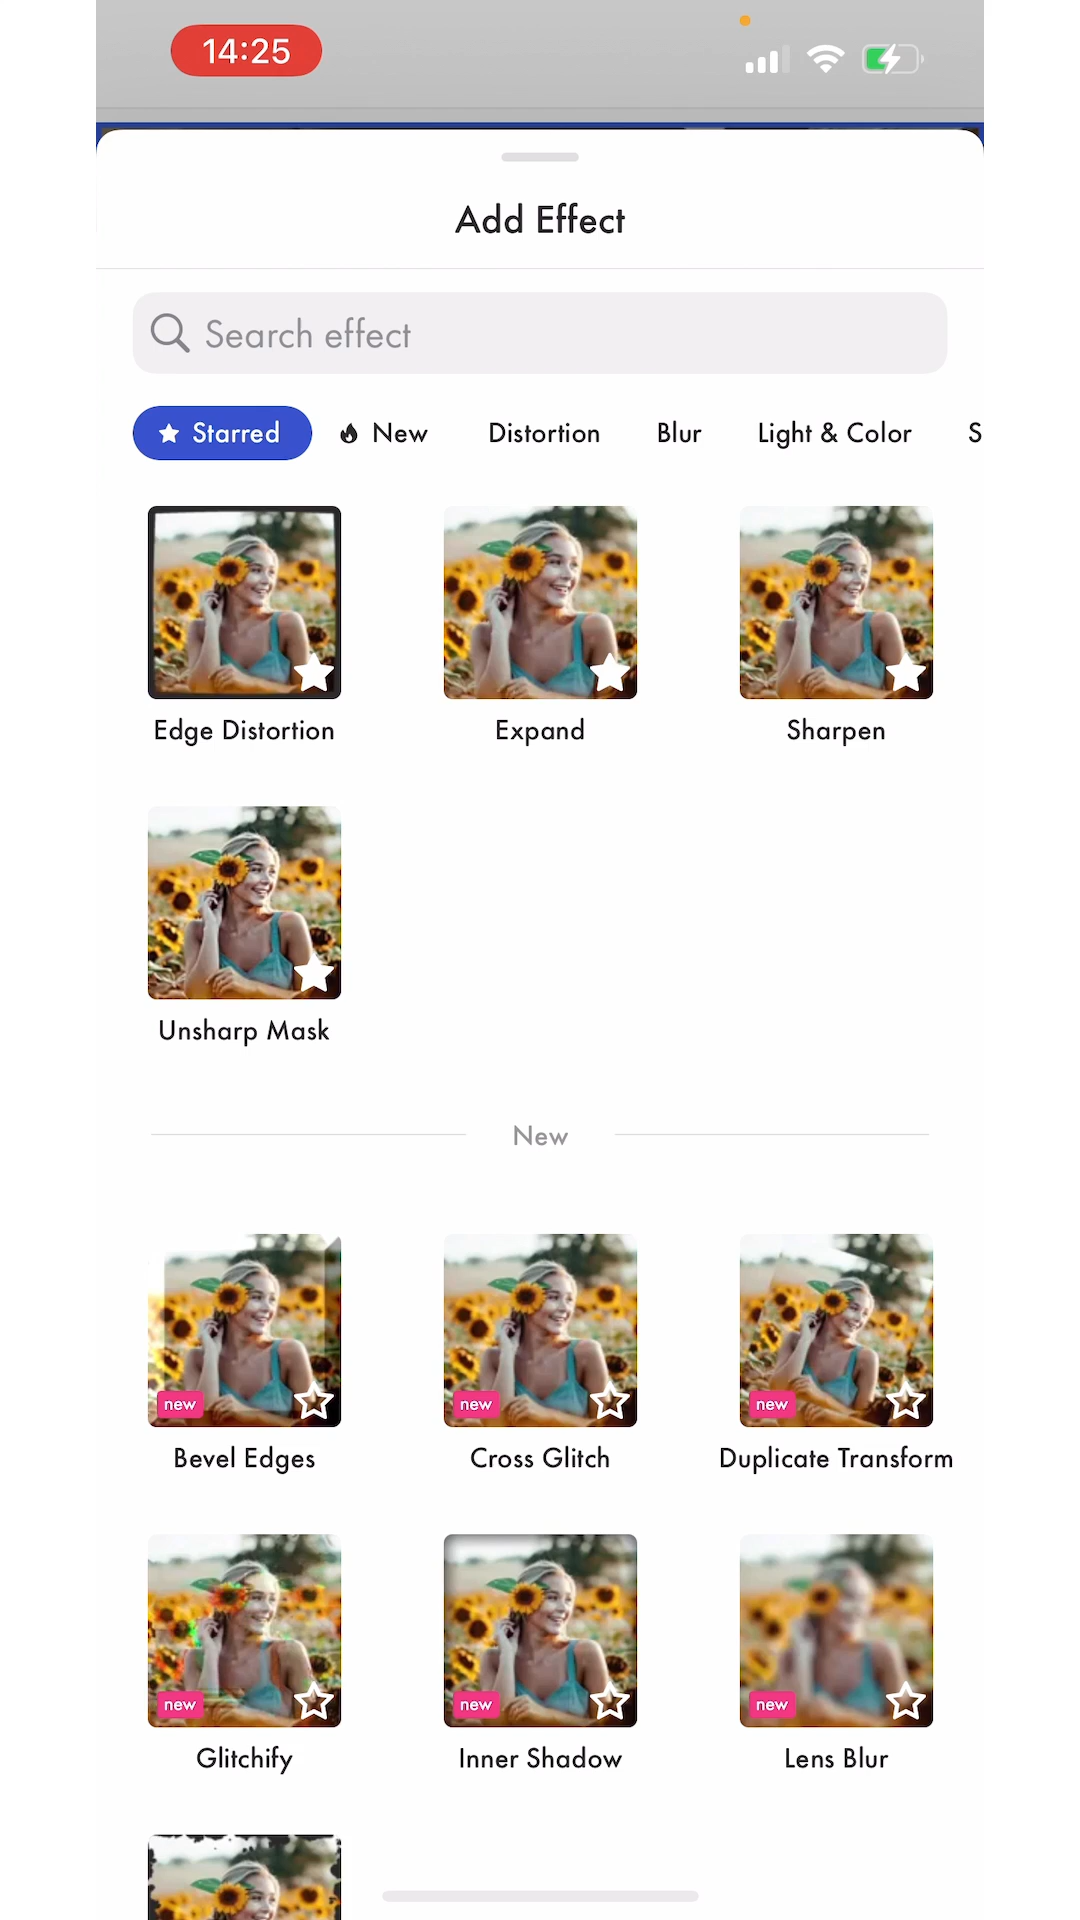 14:25
Add Effect
Search effect
Starred New Distortion Blur Light & Color S
Edge Distortion Expand Sharpen
Unsharp Mask
New
new new new
Bevel Edges Cross Glitch Duplicate Transform
new new new
Glitchify Inner Shadow Lens Blur